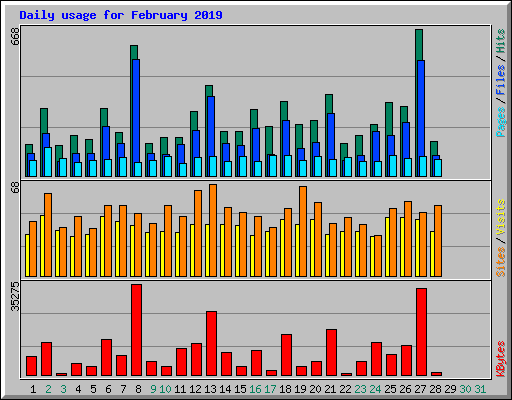 Daily usage for February 2019
668
Pages / Files / Hits
68
Sites / Visits
35275
KBytes
1 2 3 4 5 6 7 8 9 10 11 12 13 14 15 16 17 18 19 20 21 22 23 24 25 26 27 28 29 30 31